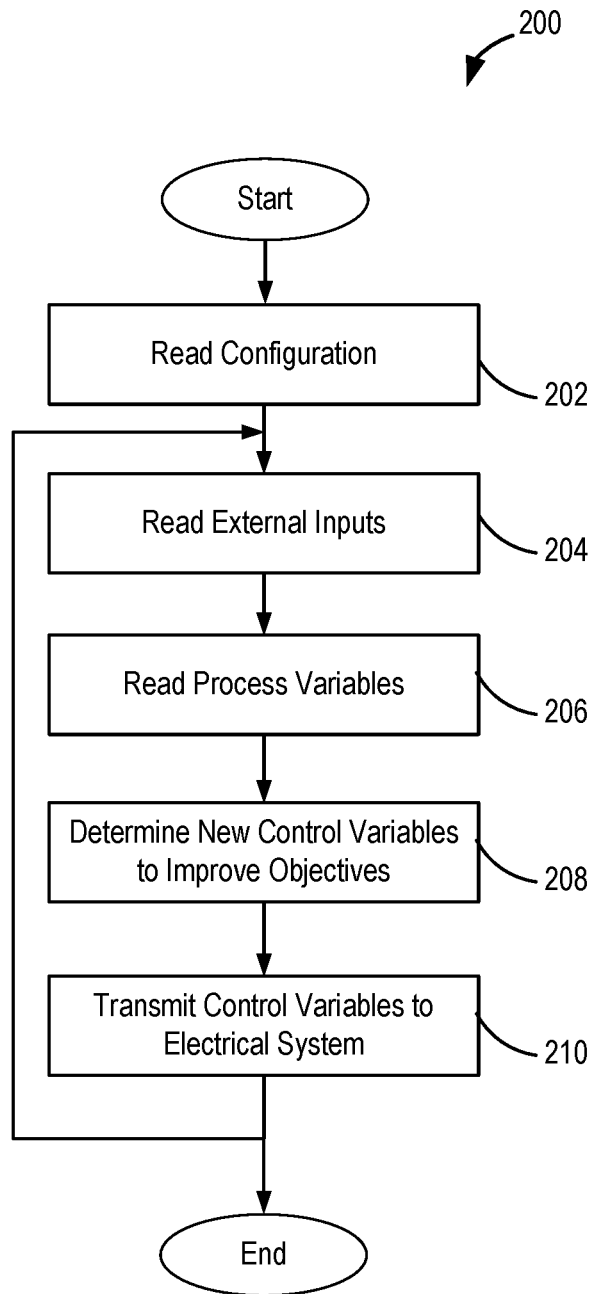 200
Start
Read Configuration
202
Read External Inputs
204
Read Process Variables
206
Determine New Control Variables
to Improve Objectives
208
Transmit Control Variables to
Electrical System
210
End